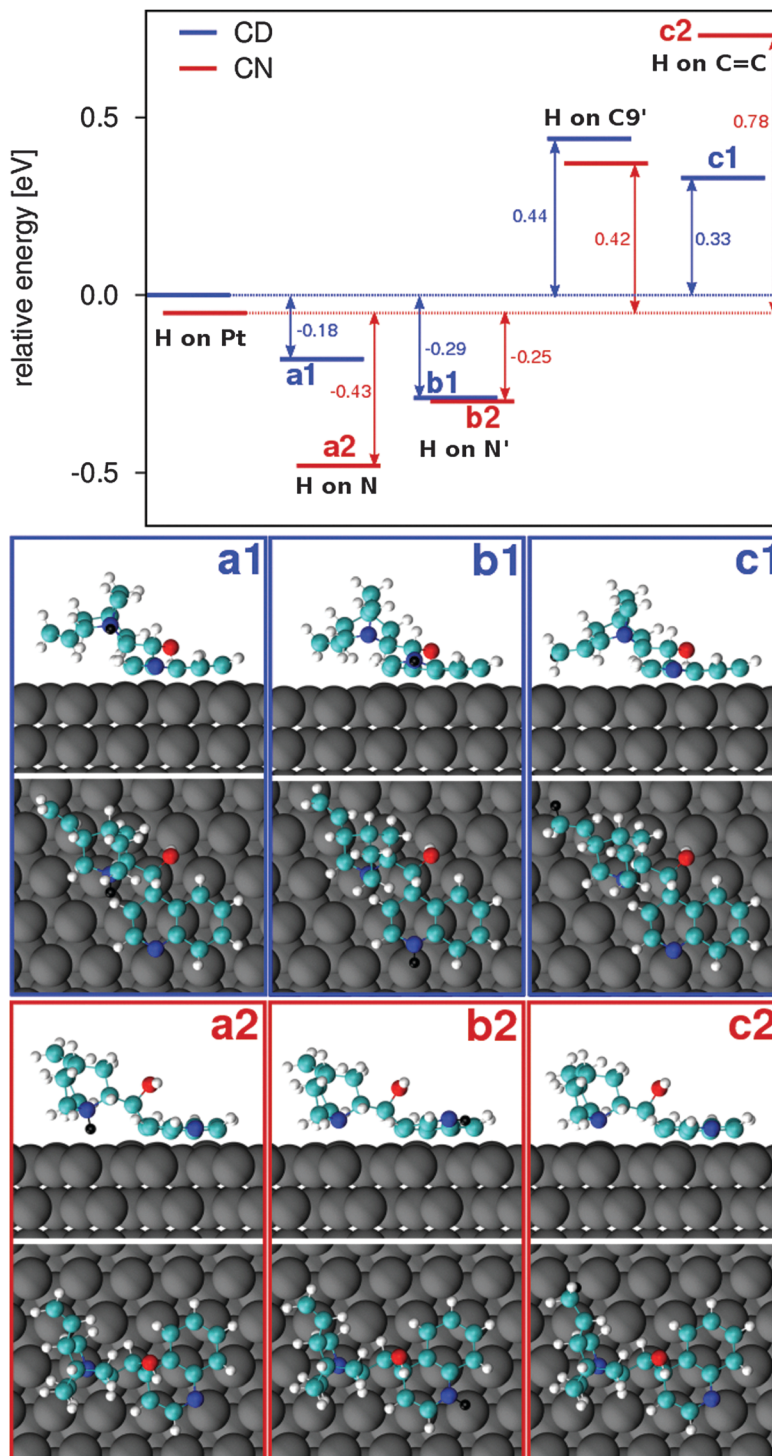 CD
CN
c2
H on C=C
0.5
H on C9'
0.78
c1
0.44
0.42
0.33
relative energy [eV]
0.0
H on Pt
-0.18
a1
-0.29
b1
-0.25
-0.43
b2
a2
H on N'
-0.5
H on N
a1
b1
c1
a2
b2
c2